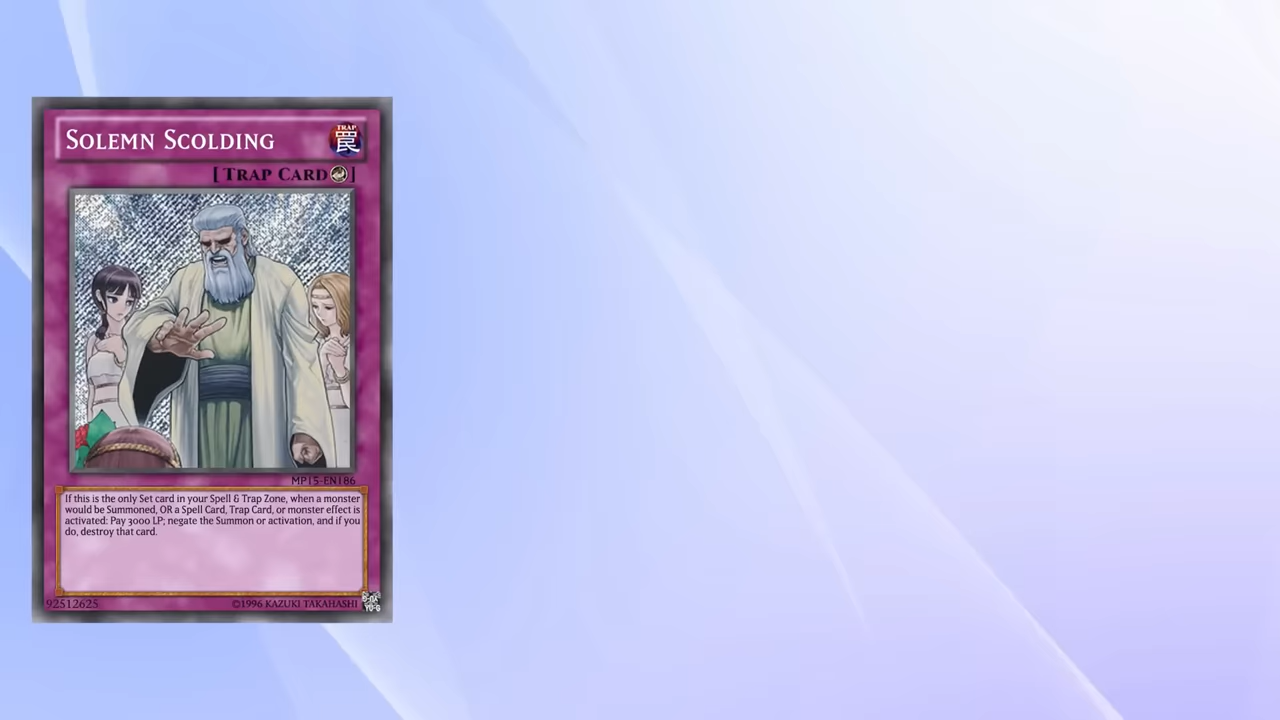 SOLEMN SCOLDING
TRAP
罠
[TRAP CARD]
MP15-EN186
If this is the only Set card in your Spell & Trap Zone, when a monster
would be Summoned, OR a Spell Card, Trap Card, or monster effect is
activated: Pay 3000 LP; negate the Summon or activation, and if you
do, destroy that card.
92512625
©1996 KAZUKI TAKAHASHI